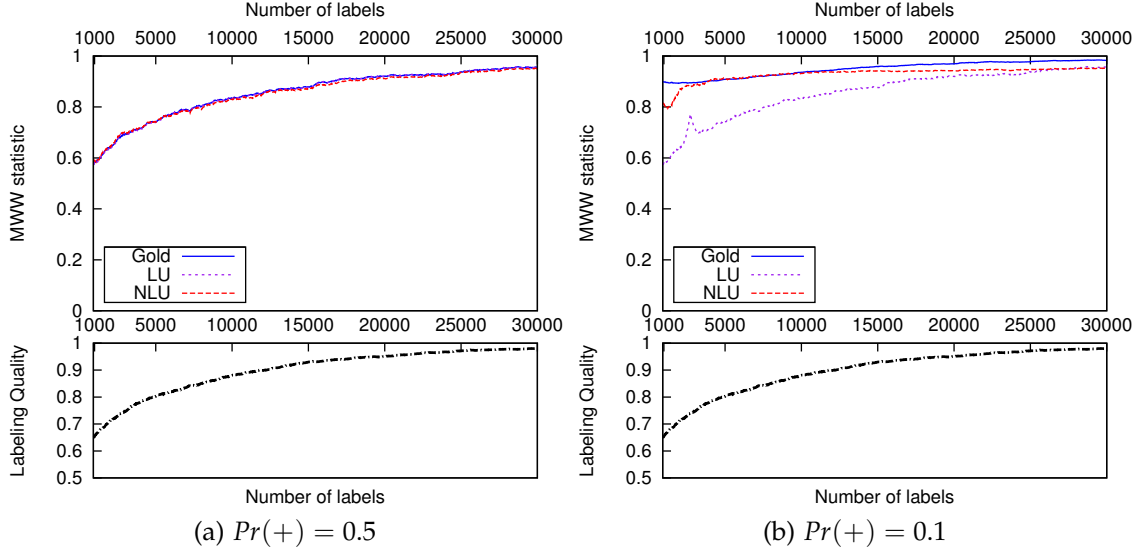 Number of labels
1000 5000 10000 15000 20000 25000 30000
1
0.8
0.6
0.4
0.2
0
MWW statistic
Gold
LU
NLU
1000 5000 10000 15000 20000 25000 30000
1
0.9
0.8
0.7
0.6
0.5
Labeling Quality
Number of labels
(a) Pr(+) = 0.5
Number of labels
1000 5000 10000 15000 20000 25000 30000
1
0.8
0.6
0.4
0.2
0
MWW statistic
Gold
LU
NLU
1000 5000 10000 15000 20000 25000 30000
1
0.9
0.8
0.7
0.6
0.5
Labeling Quality
Number of labels
(b) Pr(+) = 0.1